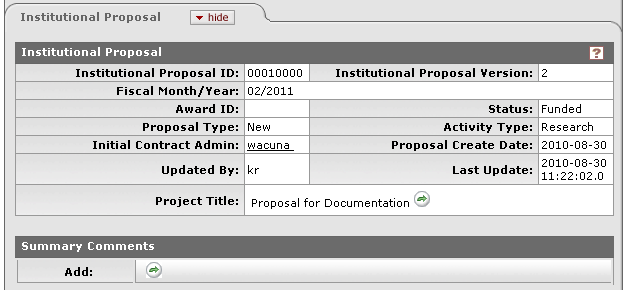 Institutional Proposal
hide
Institutional Proposal
?
Institutional Proposal ID: 00010000 Institutional Proposal Version: 2
Fiscal Month/Year: 02/2011
Award ID: Status: Funded
Proposal Type: New Activity Type: Research
Initial Contract Admin: wacuna Proposal Create Date: 2010-08-30
Updated By: kr Last Update: 2010-08-30
11:22:02.0
Project Title: Proposal for Documentation
Summary Comments
Add: